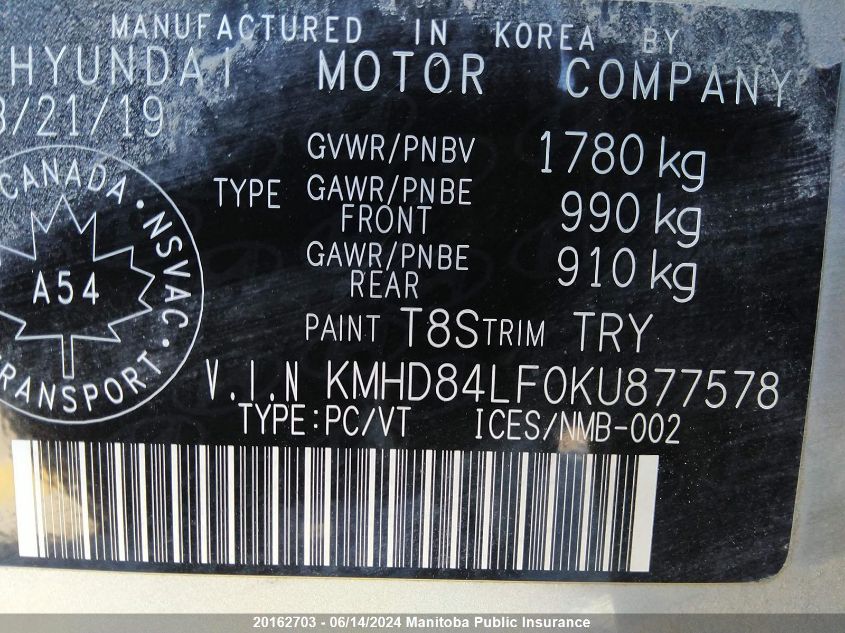 MANUFACTURED IN KOREA BY
HYUNDAI MOTOR COMPANY
/21/19
GVWR/PNBV 1780 kg
TYPE GAWR/PNBE FRONT 990 kg
GAWR/PNBE REAR 910 kg
CANADA · NSVAC · TRANSPORT
A54
PAINT T8S TRIM TRY
V.I.N KMHD84LF0KU877578
TYPE:PC/VT ICES/NMB-002
20162703 - 06/14/2024 Manitoba Public Insurance